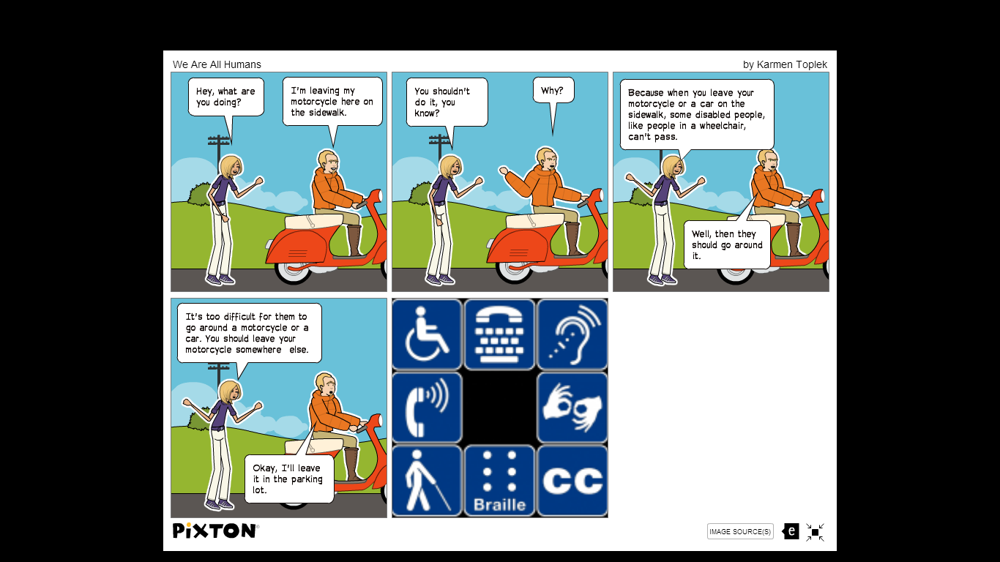 We Are All Humans
by Karmen Toplek
Hey, what are
you doing?
I'm leaving my
motorcycle here on
the sidewalk.
You shouldn't
do it, you
know?
Why?
Because when you leave your
motorcycle or a car on the
sidewalk, some disabled people,
like people in a wheelchair,
can't pass.
Well, then they
should go around
it.
It's too difficult for them to
go around a motorcycle or a
car. You should leave your
motorcycle somewhere else.
Okay, I'll leave
it in the parking
lot.
Braille
CC
PiXTON®
IMAGE SOURCE(S)
e